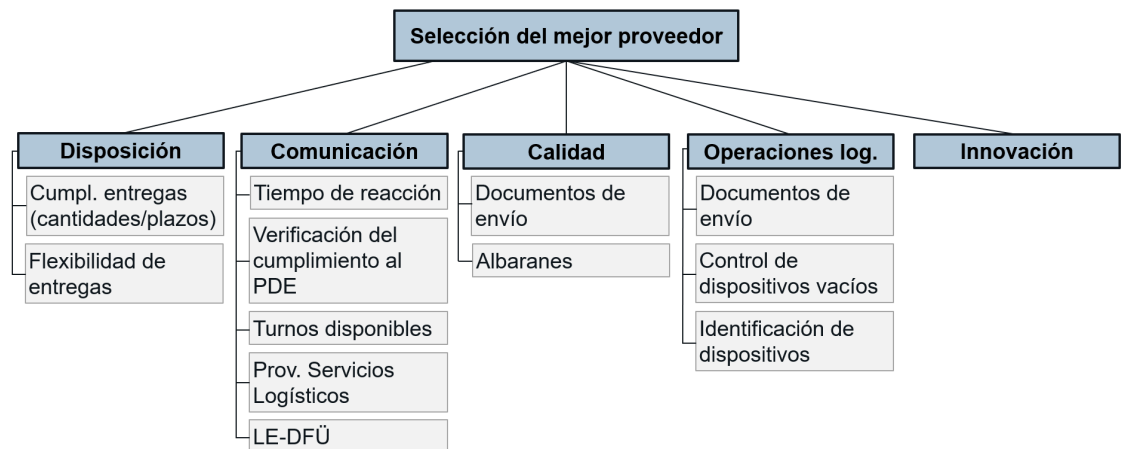 Selección del mejor proveedor
Disposición
Cumpl. entregas
(cantidades/plazos)
Flexibilidad de
entregas
Comunicación
Tiempo de reacción
Verificación del
cumplimiento al
PDE
Turnos disponibles
Prov. Servicios
Logísticos
LE-DFÜ
Calidad
Documentos de
envío
Albaranes
Operaciones log.
Documentos de
envío
Control de
dispositivos vacíos
Identificación de
dispositivos
Innovación